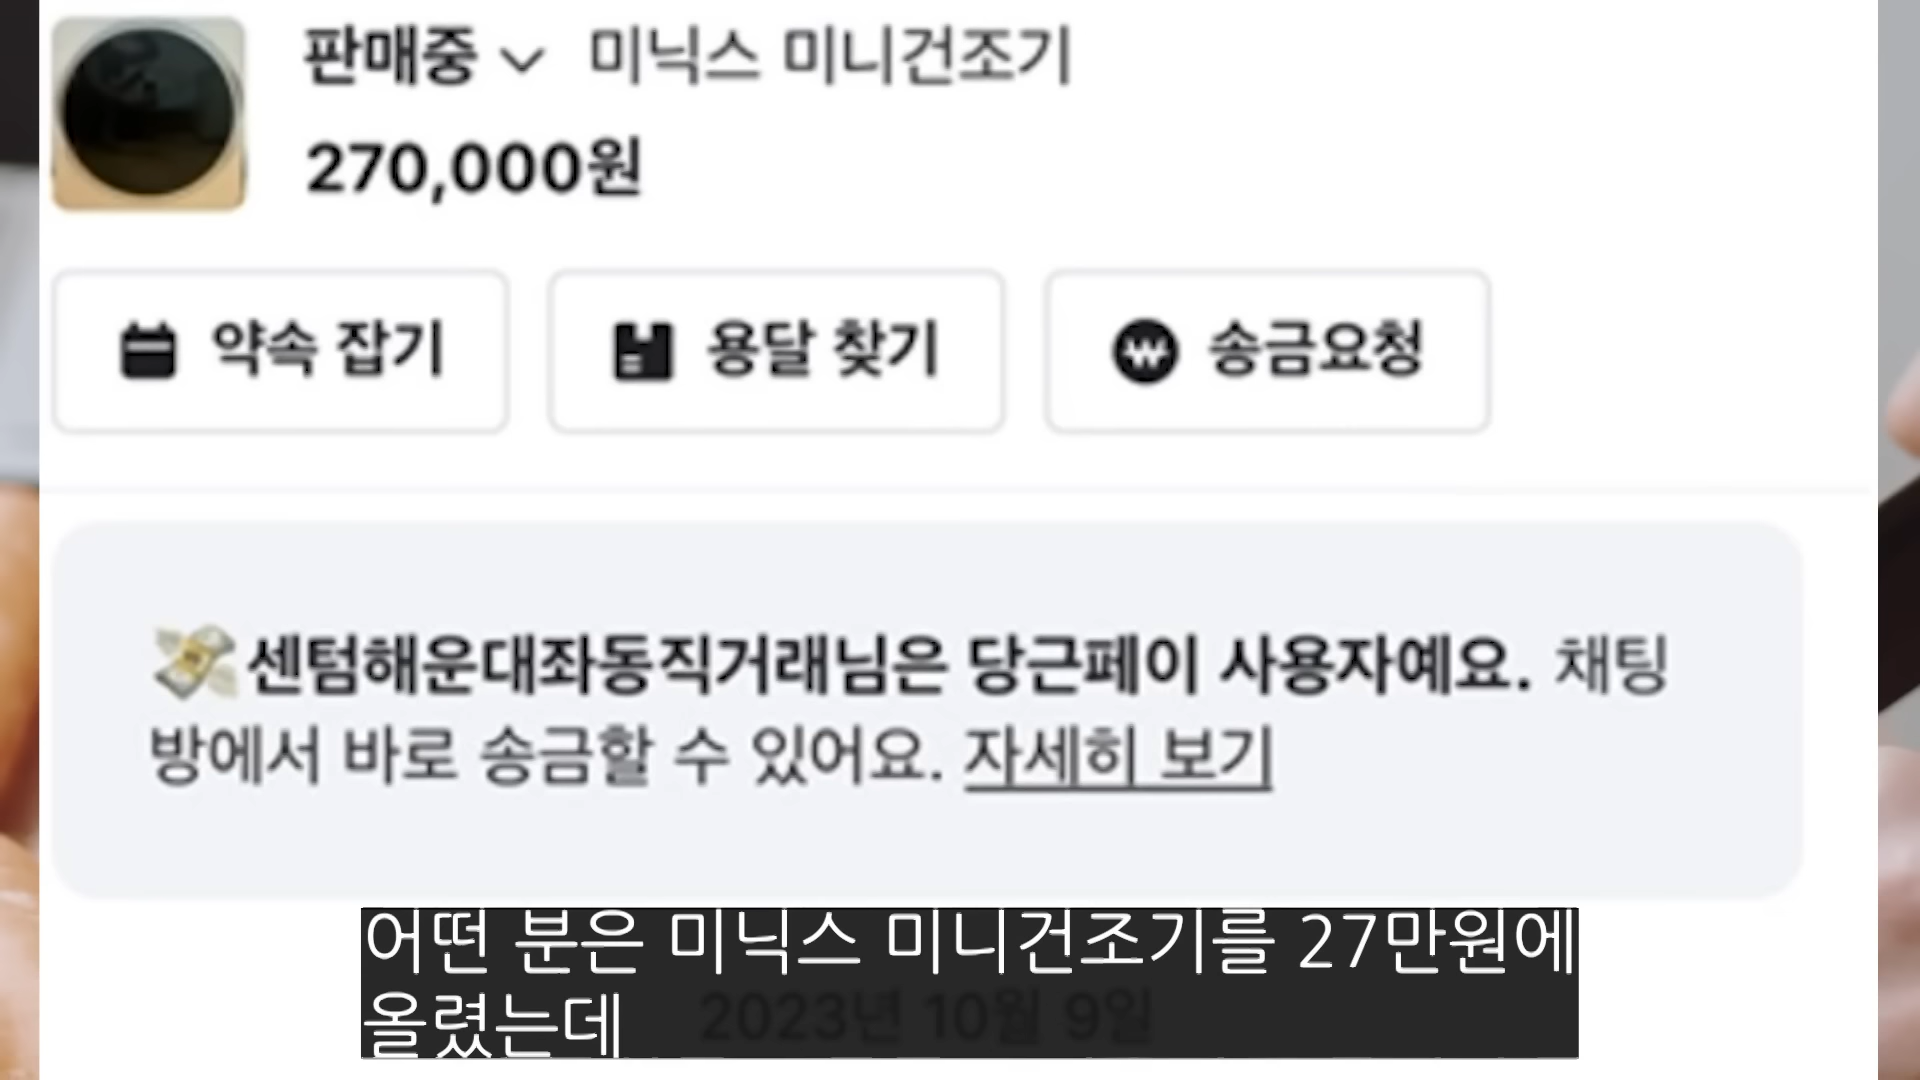 판매중 미닉스 미니건조기
270,000원
약속 잡기 용달 찾기 송금요청
센텀해운대좌동직거래님은 당근페이 사용자예요. 채팅
방에서 바로 송금할 수 있어요. 자세히 보기
어떤 분은 미닉스 미니건조기를 27만원에
올렸는데
2023년 10월 9일